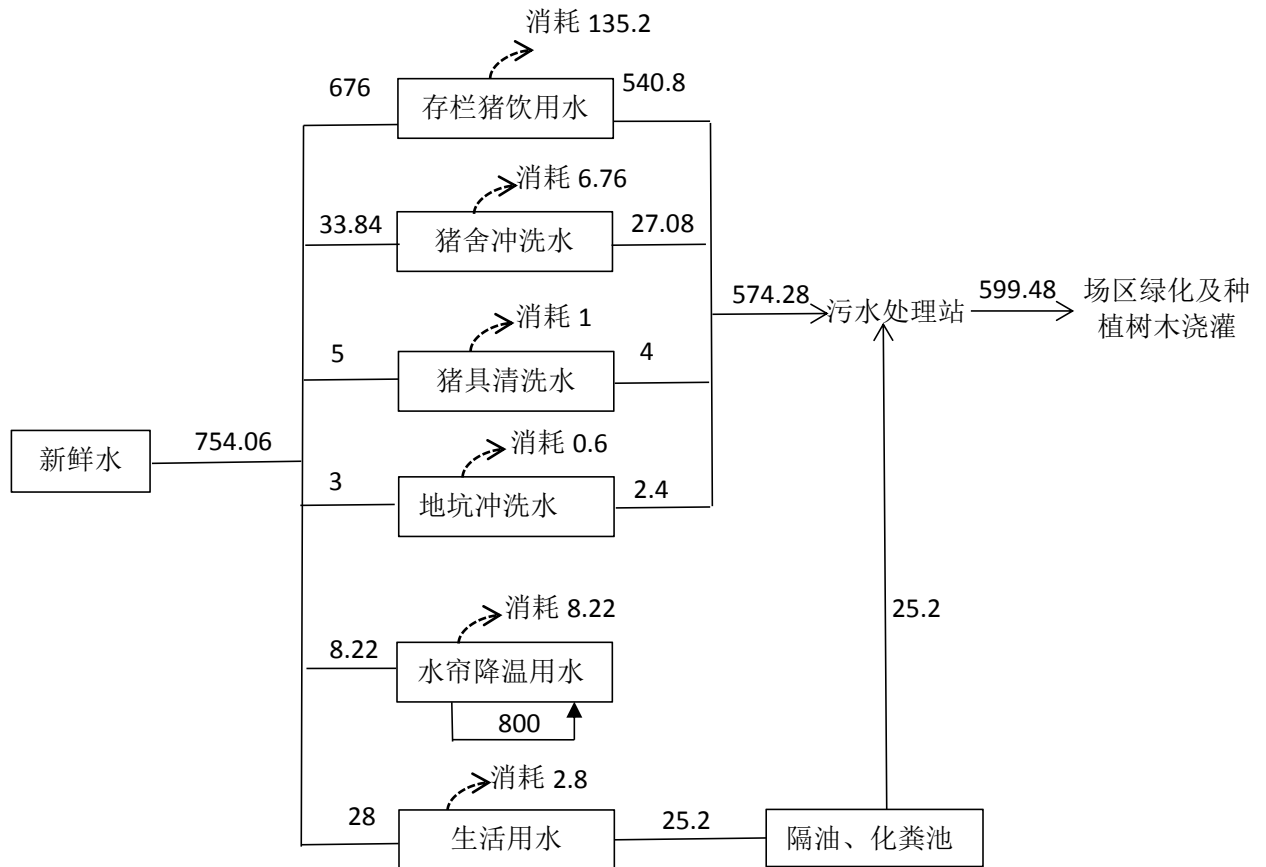 消耗 135.2
676
存栏猪饮用水
540.8
消耗 6.76
33.84
猪舍冲洗水
27.08
574.28
污水处理站
599.48
场区绿化及种
植树木浇灌
消耗 1
5
猪具清洗水
4
新鲜水
754.06
消耗 0.6
3
地坑冲洗水
2.4
消耗 8.22
8.22
水帘降温用水
800
25.2
消耗 2.8
28
生活用水
25.2
隔油、化粪池